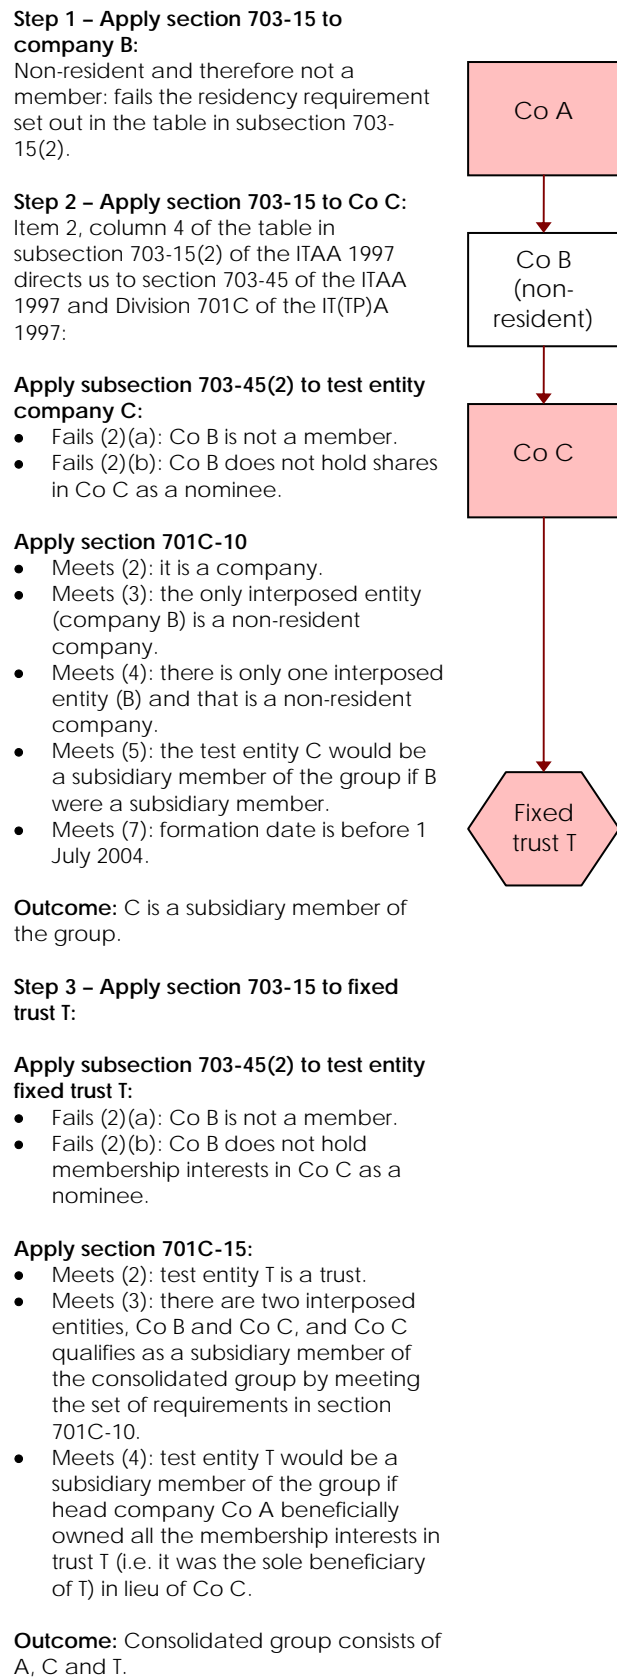 Step 1 – Apply section 703-15 to
company B:
Non-resident and therefore not a
member: fails the residency requirement
set out in the table in subsection 703-
15(2).
Step 2 – Apply section 703-15 to Co C:
Item 2, column 4 of the table in
subsection 703-15(2) of the ITAA 1997
directs us to section 703-45 of the ITAA
1997 and Division 701C of the IT(TP)A
1997:
Apply subsection 703-45(2) to test entity
company C:
• Fails (2)(a): Co B is not a member.
• Fails (2)(b): Co B does not hold shares
in Co C as a nominee.
Apply section 701C-10
• Meets (2): it is a company.
• Meets (3): the only interposed entity
(company B) is a non-resident
company.
• Meets (4): there is only one interposed
entity (B) and that is a non-resident
company.
• Meets (5): the test entity C would be
a subsidiary member of the group if B
were a subsidiary member.
• Meets (7): formation date is before 1
July 2004.
Outcome: C is a subsidiary member of
the group.
Step 3 – Apply section 703-15 to fixed
trust T:
Apply subsection 703-45(2) to test entity
fixed trust T:
• Fails (2)(a): Co B is not a member.
• Fails (2)(b): Co B does not hold
membership interests in Co C as a
nominee.
Apply section 701C-15:
• Meets (2): test entity T is a trust.
• Meets (3): there are two interposed
entities, Co B and Co C, and Co C
qualifies as a subsidiary member of
the consolidated group by meeting
the set of requirements in section
701C-10.
• Meets (4): test entity T would be a
subsidiary member of the group if
head company Co A beneficially
owned all the membership interests in
trust T (i.e. it was the sole beneficiary
of T) in lieu of Co C.
Outcome: Consolidated group consists of
A, C and T.
Co A
Co B
(non-
resident)
Co C
Fixed
trust T